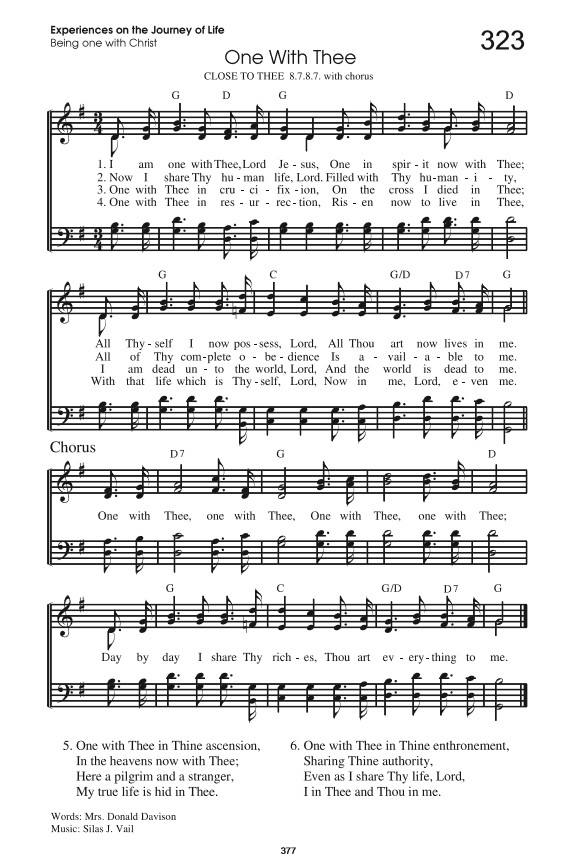 Experiences on the Journey of Life
Being one with Christ
323
One With Thee
CLOSE TO THEE 8.7.8.7. with chorus
G D G D
1. I am one with Thee, Lord Je - sus, One in spir - it now with Thee;
2. Now I share Thy hu - man life, Lord. Filled with Thy hu - man - i - ty,
3. One with Thee in cru - ci - fix - ion, On the cross I died in Thee;
4. One with Thee in res - ur - rec - tion, Ris - en now to live in Thee,
G C G/D D7 G
All Thy - self I now pos - sess, Lord, All Thou art now lives in me.
All of Thy com - plete o - be - dience Is a - vail - a - ble to me.
I am dead un - to the world, Lord, And the world is dead to me.
With that life which is Thy - self, Lord, Now in me, Lord, e - ven me.
Chorus
D7 G D
One with Thee, one with Thee, One with Thee, one with Thee;
G C G/D D7 G
Day by day I share Thy rich - es, Thou art ev - ery - thing to me.
5. One with Thee in Thine ascension,
In the heavens now with Thee;
Here a pilgrim and a stranger,
My true life is hid in Thee.
6. One with Thee in Thine enthronement,
Sharing Thine authority,
Even as I share Thy life, Lord,
I in Thee and Thou in me.
Words: Mrs. Donald Davison
Music: Silas J. Vail
377